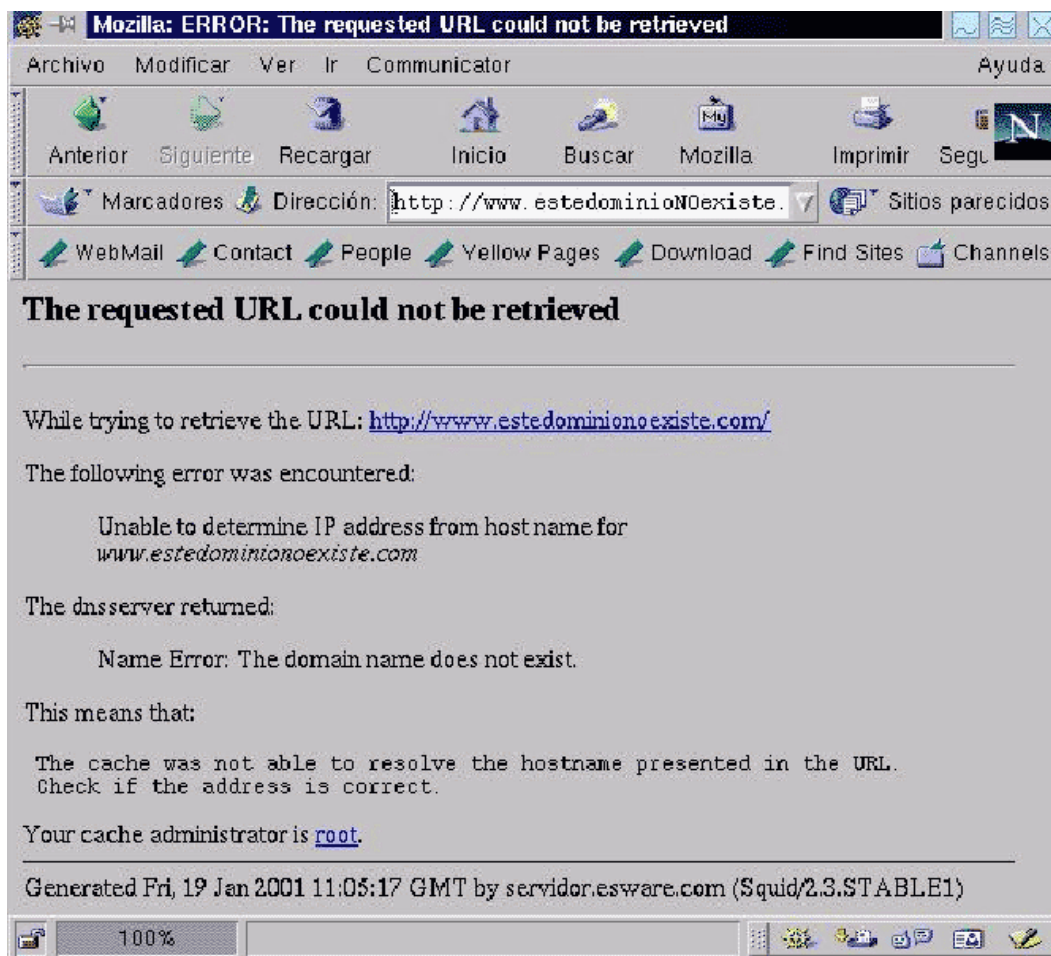 Mozilla: ERROR: The requested URL could not be retrieved
Archivo Modificar Ver Ir Communicator Ayuda
Anterior Siguiente Recargar Inicio Buscar Mozilla Imprimir Segu
My
N
Marcadores Dirección: http://www.estedominioNOexiste. Sitios parecidos
WebMail Contact People Yellow Pages Download Find Sites Channels
The requested URL could not be retrieved
While trying to retrieve the URL: http://www.estedominionoexiste.com/
The following error was encountered:
Unable to determine IP address from host name for
www.estedominionoexiste.com
The dnsserver returned:
Name Error: The domain name does not exist.
This means that:
The cache was not able to resolve the hostname presented in the URL.
Check if the address is correct.
Your cache administrator is root.
Generated Fri, 19 Jan 2001 11:05:17 GMT by servidor.esware.com (Squid/2.3.STABLE1)
100%